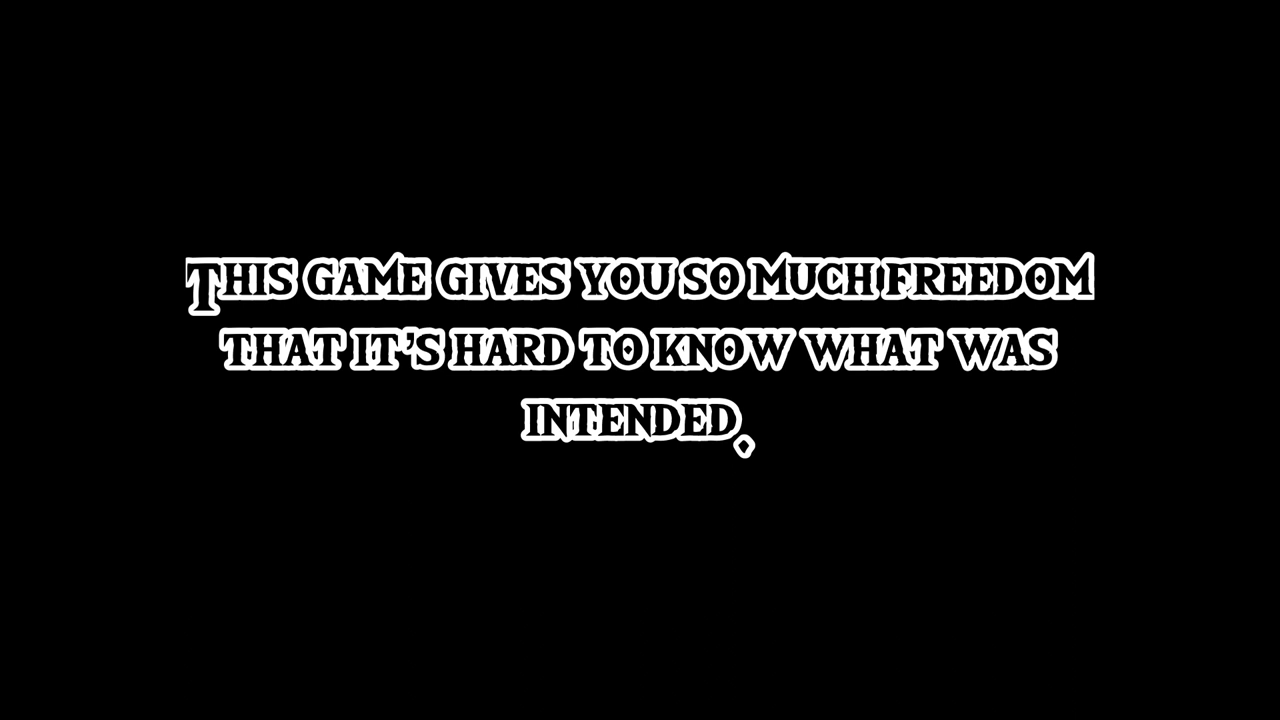 This game gives you so much freedom
that it's hard to know what was
intended.